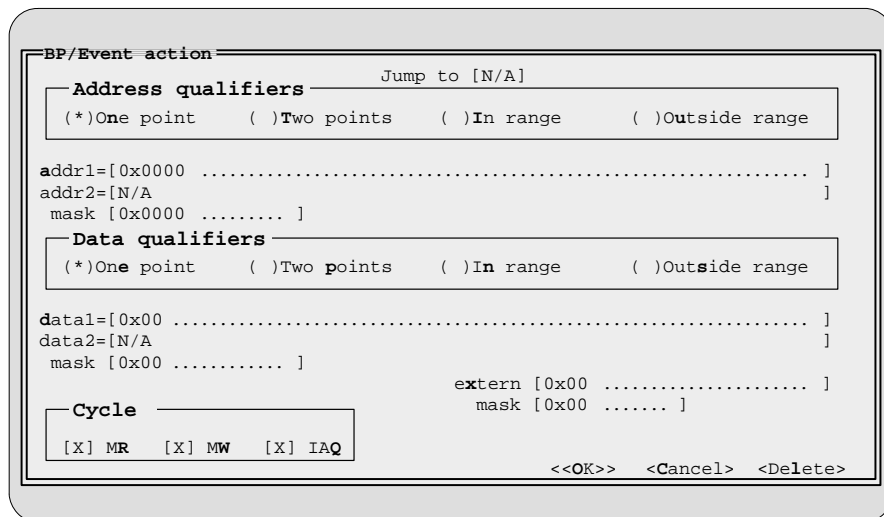 BP/Event action
Jump to [N/A]
Address qualifiers
(*)One point ( )Two points ( )In range ( )Outside range
addr1=[0x0000 ................................................................. ]
addr2=[N/A ]
mask [0x0000 ......... ]
Data qualifiers
(*)One point ( )Two points ( )In range ( )Outside range
data1=[0x00 .................................................................... ]
data2=[N/A ]
mask [0x00 ............ ]
extern [0x00 ...................... ]
mask [0x00 ....... ]
Cycle
[X] MR [X] MW [X] IAQ
<<OK>> <Cancel> <Delete>